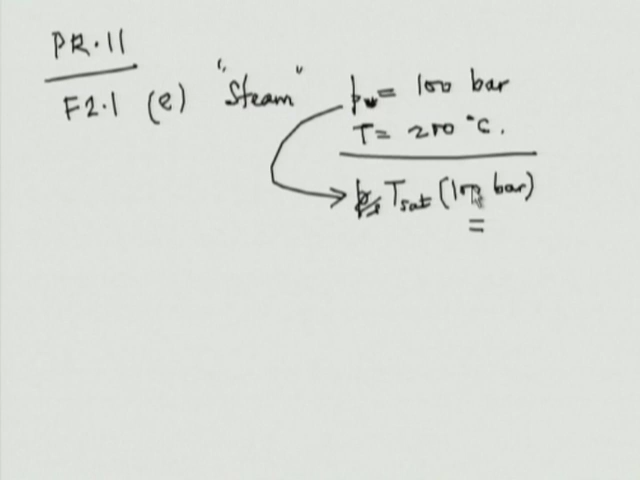 PR.11
F2.1 (e) "Steam"
p = 100 bar
T = 250 °C.
Tsat (100 bar)